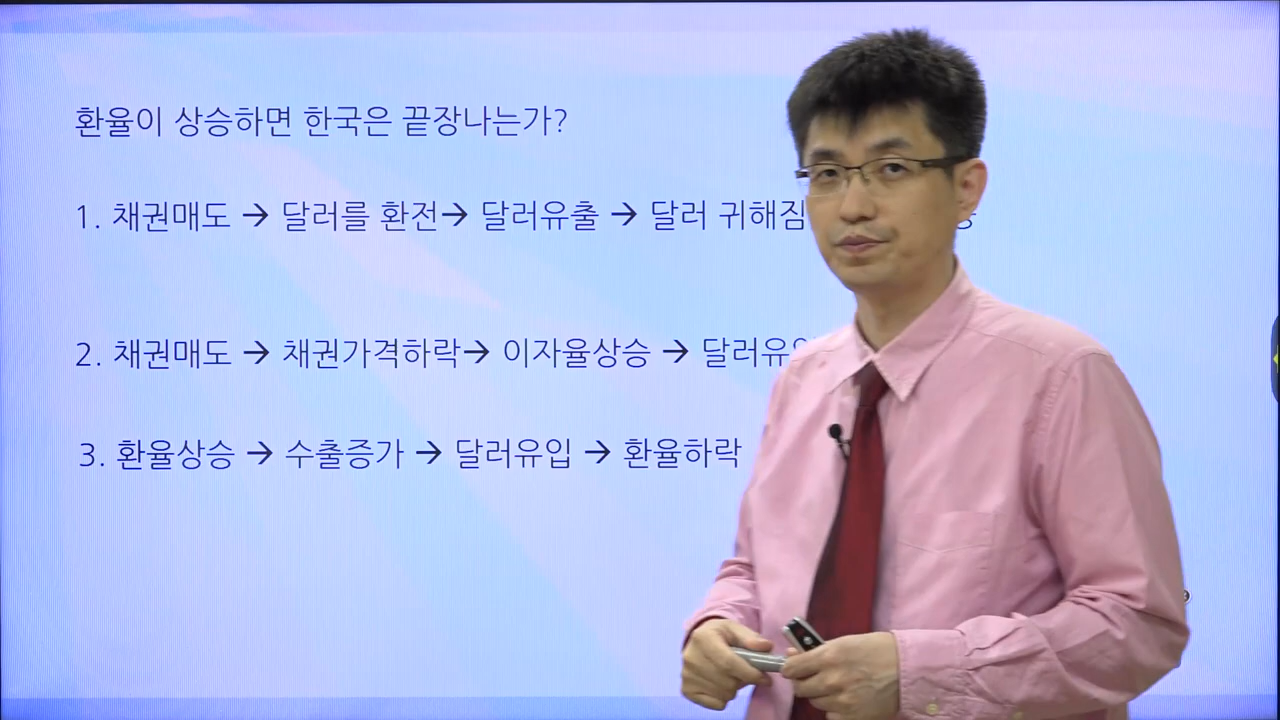 환율이 상승하면 한국은 끝장나는가?
1. 채권매도 → 달러를 환전→ 달러유출 → 달러 귀해짐
2. 채권매도 → 채권가격하락→ 이자율상승 → 달러유
3. 환율상승 → 수출증가 → 달러유입 → 환율하락